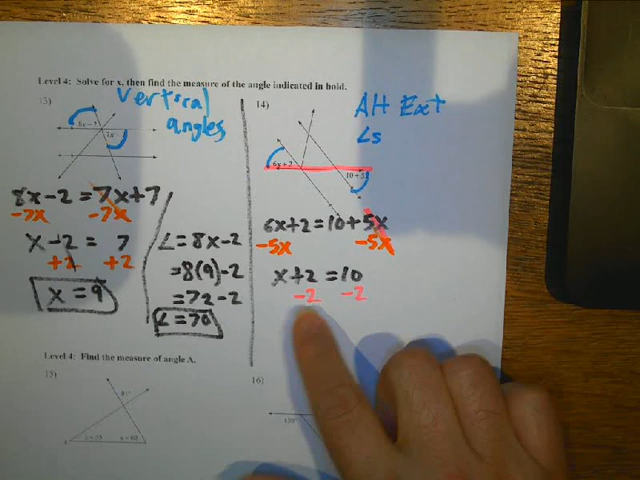 Level 4: Solve for x, then find the measure of the angle indicated in bold.
13)
Vertical
angles
8x-2=7x+7
-7x -7x
x-2= 7
+2 +2
x=9
∠=8x-2
=8(9)-2
=72-2
∠=70
14)
Alt Ext
∠s
6x+2
6x+2=10+5x
-5x -5x
x+2=10
-2 -2
Level 4: Find the measure of angle A.
15)
16)